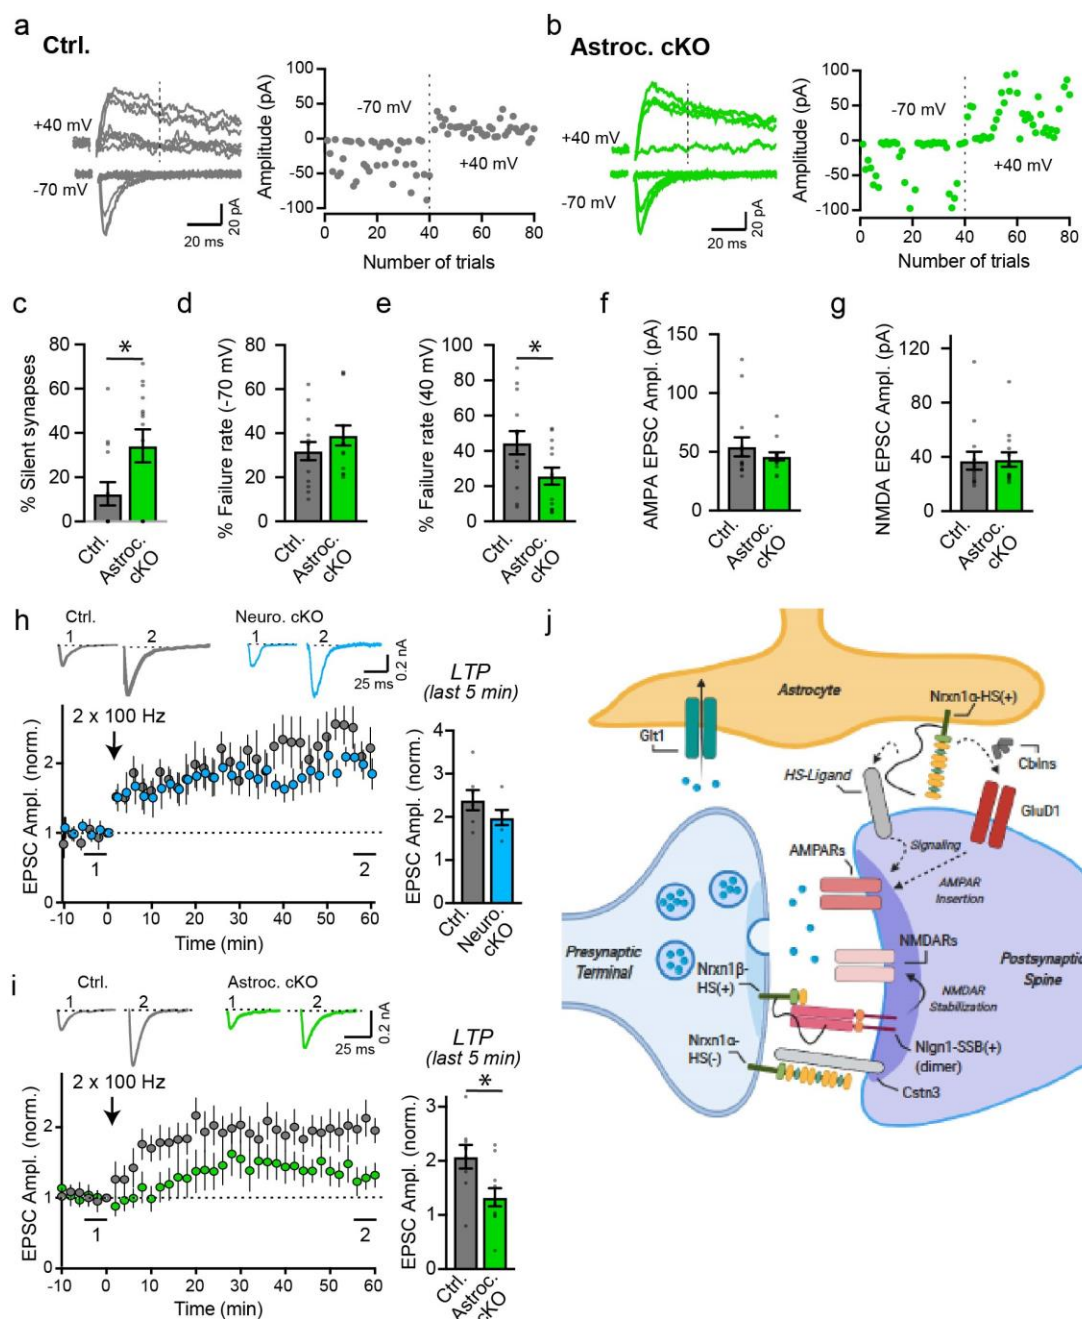 a
Ctrl.
+40 mV
-70 mV
20 ms
20 pA
Amplitude (pA)
100
50
0
-50
-100
-70 mV
+40 mV
0 20 40 60 80
Number of trials
b
Astroc. cKO
+40 mV
-70 mV
20 ms
20 pA
Amplitude (pA)
100
50
0
-50
-100
-70 mV
+40 mV
0 20 40 60 80
Number of trials
c
% Silent synapses
80
60
40
20
0
*
Ctrl.
Astroc.
cKO
d
% Failure rate (-70 mV)
80
60
40
20
0
Ctrl.
Astroc.
cKO
e
% Failure rate (40 mV)
100
80
60
40
20
0
*
Ctrl.
Astroc.
cKO
f
AMPA EPSC Ampl. (pA)
150
100
50
0
Ctrl.
Astroc.
cKO
g
NMDA EPSC Ampl. (pA)
120
80
40
0
Ctrl.
Astroc.
cKO
h
Ctrl.
1 2
Neuro. cKO
1 2
25 ms
0.2 nA
2 x 100 Hz
EPSC Ampl. (norm.)
2
1
0
1
2
-10 0 10 20 30 40 50 60
Time (min)
LTP
(last 5 min)
EPSC Ampl. (norm.)
4
2
0
Ctrl.
Neuro.
cKO
i
Ctrl.
1 2
Astroc. cKO
1 2
25 ms
0.2 nA
2 x 100 Hz
EPSC Ampl. (norm.)
2
1
0
1
2
-10 0 10 20 30 40 50 60
Time (min)
LTP
(last 5 min)
EPSC Ampl. (norm.)
3
2
1
0
*
Ctrl.
Astroc.
cKO
j
Astrocyte
Nrxn1α-HS(+)
Glt1
Cblns
HS-Ligand
GluD1
Signaling
AMPARs
AMPAR
Insertion
NMDARs
Presynaptic
Terminal
Postsynaptic
Spine
Nrxn1β-
HS(+)
NMDAR
Stabilization
Nrxn1α-
HS(-)
Nlgn1-SSB(+)
(dimer)
Cstn3